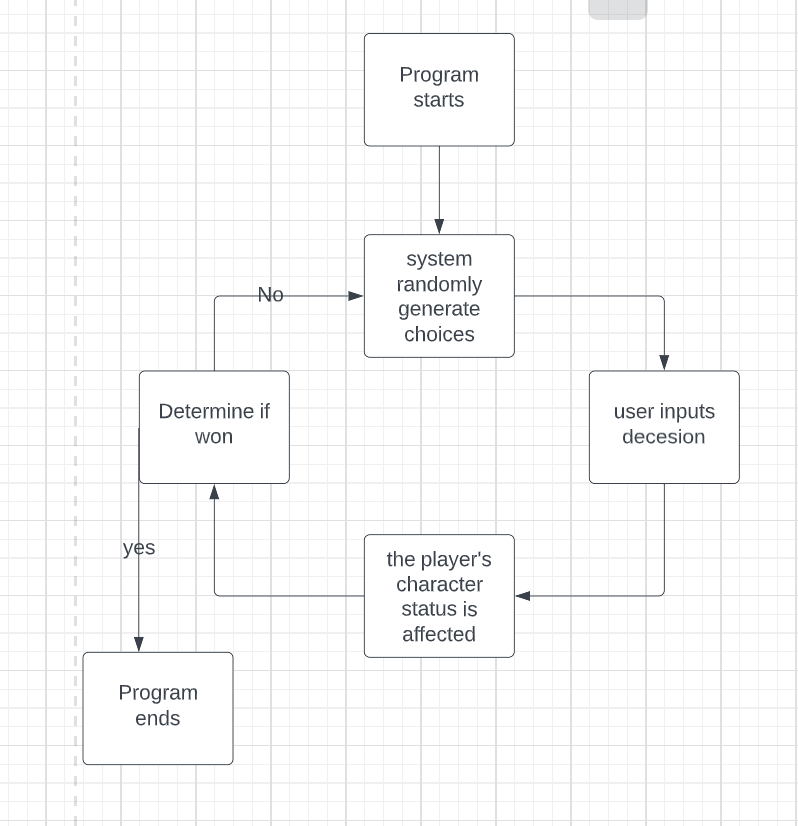 Program
starts
system
randomly
generate
choices
No
Determine if
won
user inputs
decesion
yes
the player's
character
status is
affected
Program
ends